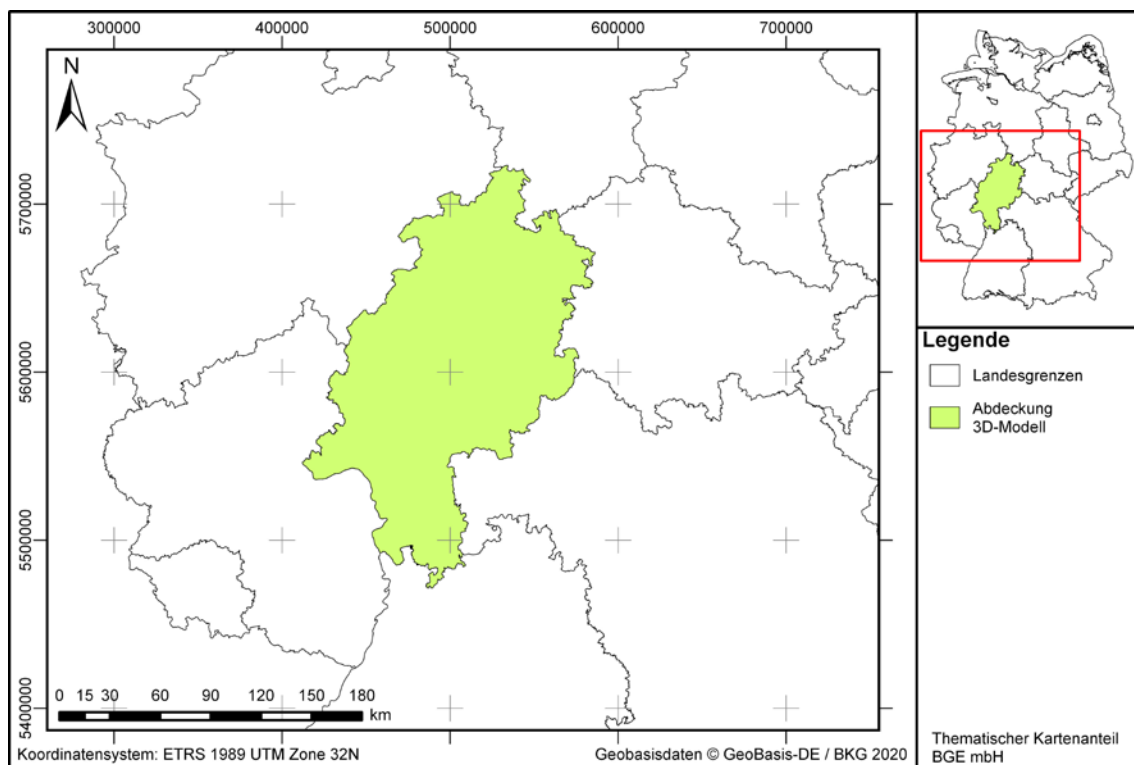 300000 400000 500000 600000 700000
N
5700000
5600000
5500000
5400000
0 15 30 60 90 120 150 180
km
Koordinatensystem: ETRS 1989 UTM Zone 32N
Geobasisdaten © GeoBasis-DE / BKG 2020
Legende
Landesgrenzen
Abdeckung
3D-Modell
Thematischer Kartenanteil
BGE mbH